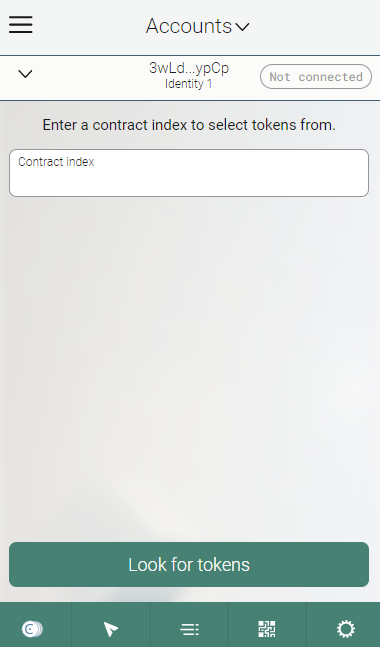 Accounts
3wLd...ypCp
Identity 1
Not connected
Enter a contract index to select tokens from.
Contract index
Look for tokens